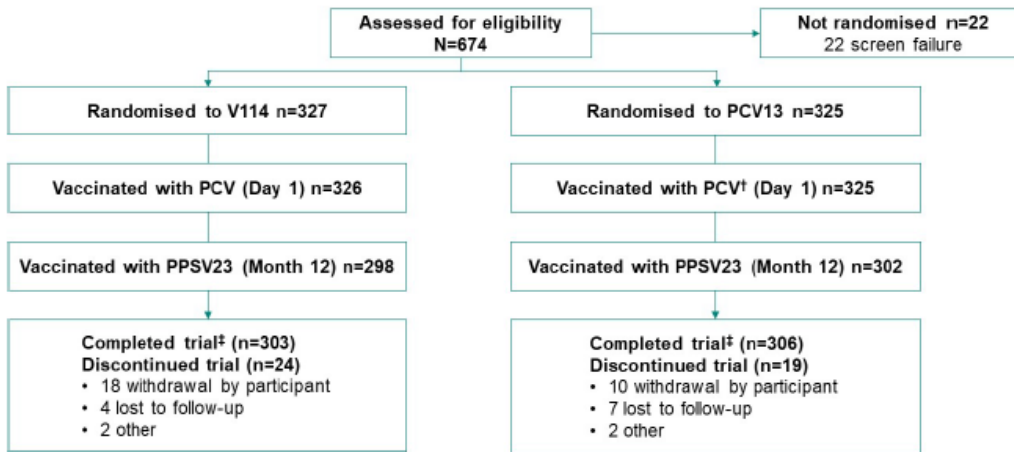 Assessed for eligibility
N=674
Not randomised n=22
22 screen failure
Randomised to V114 n=327
Randomised to PCV13 n=325
Vaccinated with PCV (Day 1) n=326
Vaccinated with PCV† (Day 1) n=325
Vaccinated with PPSV23 (Month 12) n=298
Vaccinated with PPSV23 (Month 12) n=302
Completed trial‡ (n=303)
Discontinued trial (n=24)
• 18 withdrawal by participant
• 4 lost to follow-up
• 2 other
Completed trial‡ (n=306)
Discontinued trial (n=19)
• 10 withdrawal by participant
• 7 lost to follow-up
• 2 other